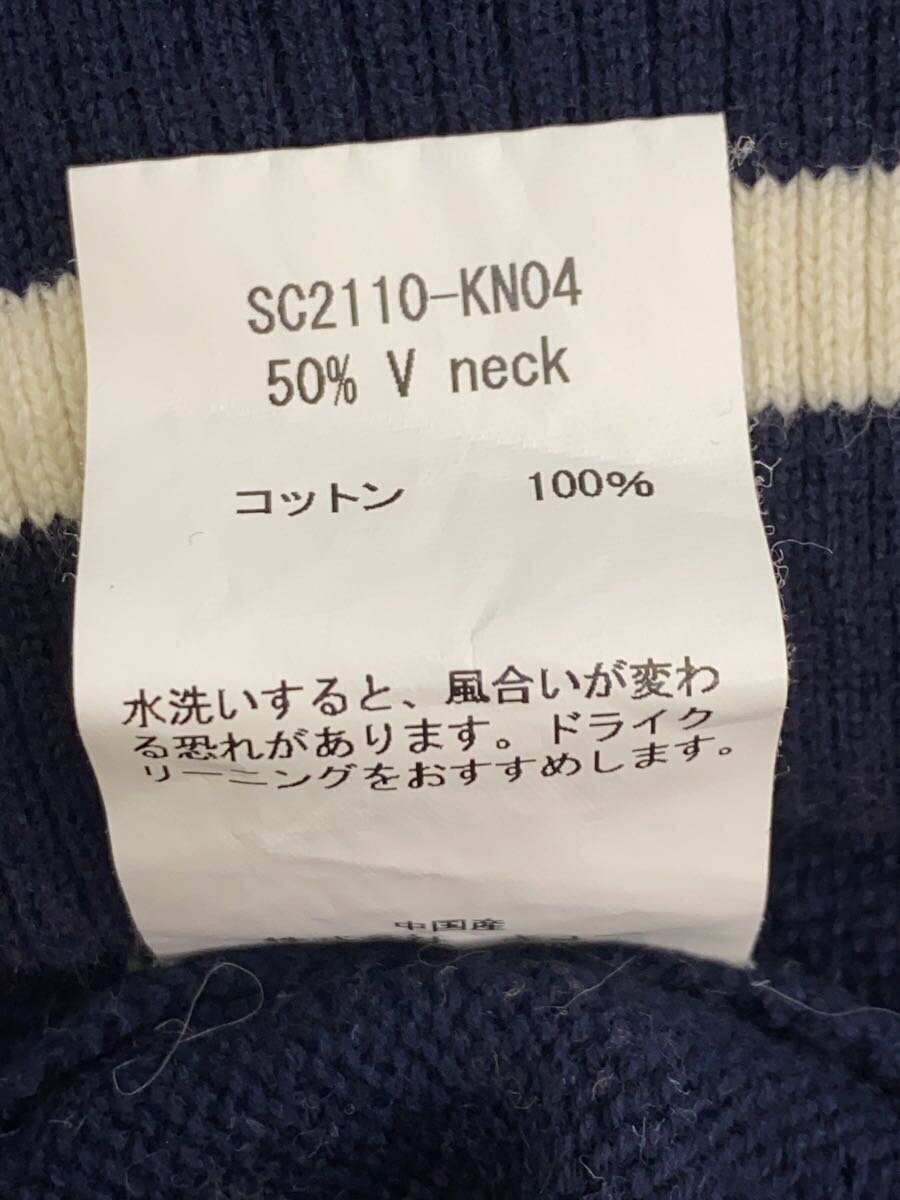 SC2110-KN04
50% V neck
コットン 100%
水洗いすると、風合いが変わ
る恐れがあります。ドライク
リーニングをおすすめします。
中国産